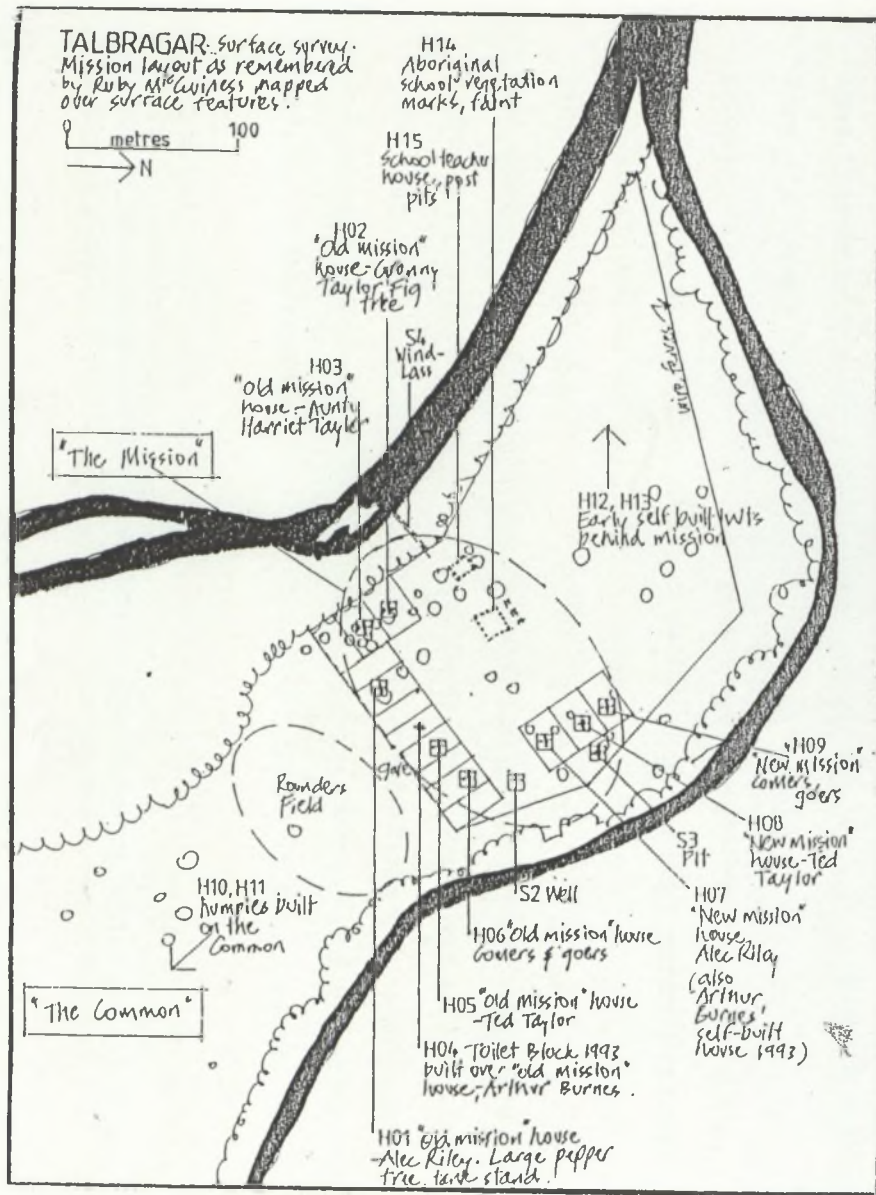 TALBRAGAR. Surface survey.
Mission layout as remembered
by Ruby McGuiness mapped
over surface features.
0 metres 100
N
H14
Aboriginal
school vegetation
marks, faint
H15
School teacher
house, post
pits
H02
"Old mission"
house - Granny
Taylor, Fig
tree
S4
Wind-
lass
H03
"Old mission"
house - Aunty
Harriet Taylor
"The Mission"
wire fence
H12, H13
Early self built huts
behind mission
Rounders
Field
H10, H11
humpies built
on the
Common
"The Common"
S2 Well
H06 "Old mission" house
Comers & goers
H05 "Old mission" house
-Ted Taylor
H04 Toilet Block 1993
built over "old mission"
house, Arthur Burnes.
H01 "Old mission" house
-Alec Riley. Large pepper
tree, tank stand.
H09
"New mission"
comers,
goers
H08
"New mission"
house - Ted
Taylor
S3
Pit
H07
"New mission"
house,
Alec Riley
(also
Arthur
Burnes'
self-built
house 1993)